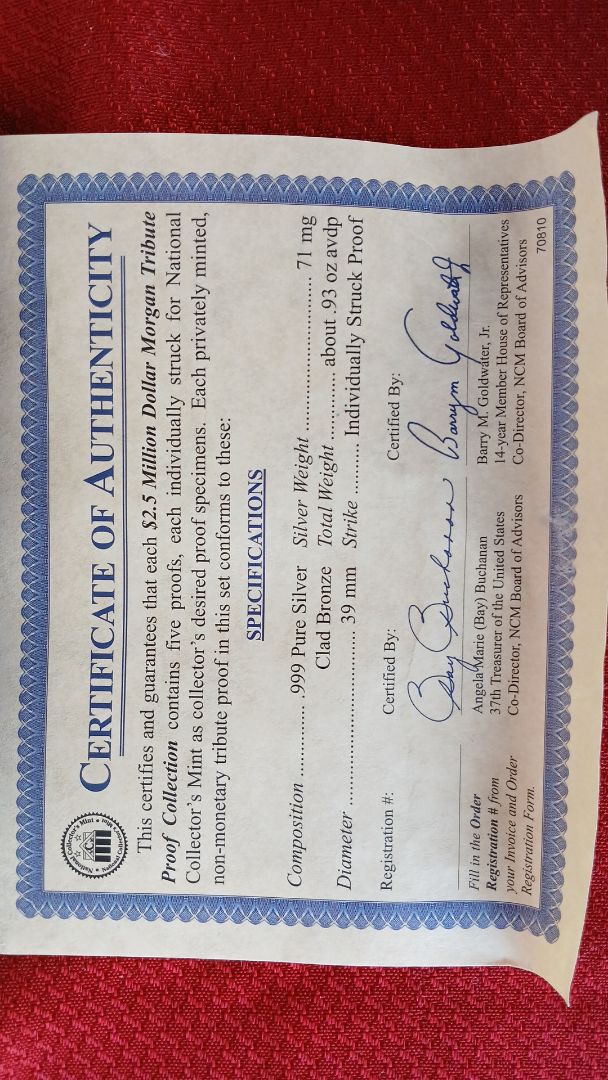 CERTIFICATE OF AUTHENTICITY
This certifies and guarantees that each $2.5 Million Dollar Morgan Tribute
Proof Collection contains five proofs, each individually struck for National
Collector's Mint as collector's desired proof specimens. Each privately minted,
non-monetary tribute proof in this set conforms to these:
SPECIFICATIONS
Composition .............. .999 Pure Silver Silver Weight ........................ 71 mg
Clad Bronze Total Weight ............. about .93 oz avdp
Diameter ................................ 39 mm Strike .......... Individually Struck Proof
Registration #: Certified By: Certified By:
Bay Buchanan Barry M Goldwater Jr
Fill in the Order Angela Marie (Bay) Buchanan Barry M. Goldwater, Jr.
Registration # from 37th Treasurer of the United States 14-year Member House of Representatives
your Invoice and Order Co-Director, NCM Board of Advisors Co-Director, NCM Board of Advisors
Registration Form. 70810